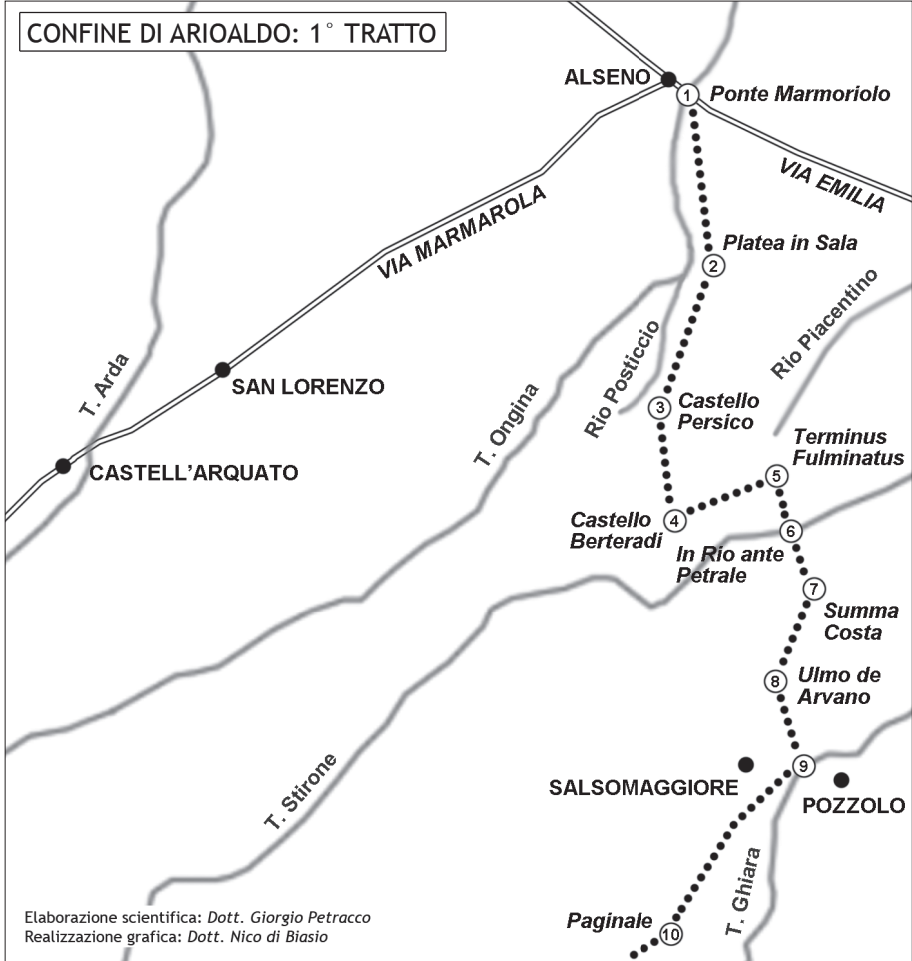 CONFINE DI ARIOALDO: 1° TRATTO
ALSENO
1
Ponte Marmoriolo
VIA EMILIA
VIA MARMAROLA
Platea in Sala
2
Rio Piacentino
Rio Posticcio
T. Arda
SAN LORENZO
T. Ongina
3
Castello
Persico
Terminus
Fulminatus
CASTELL'ARQUATO
5
Castello
Berteradi
4
6
In Rio ante
Petrale
7
Summa
Costa
8
Ulmo de
Arvano
9
SALSOMAGGIORE
POZZOLO
T. Stirone
T. Ghiara
Paginale
10
Elaborazione scientifica: Dott. Giorgio Petracco
Realizzazione grafica: Dott. Nico di Biasio